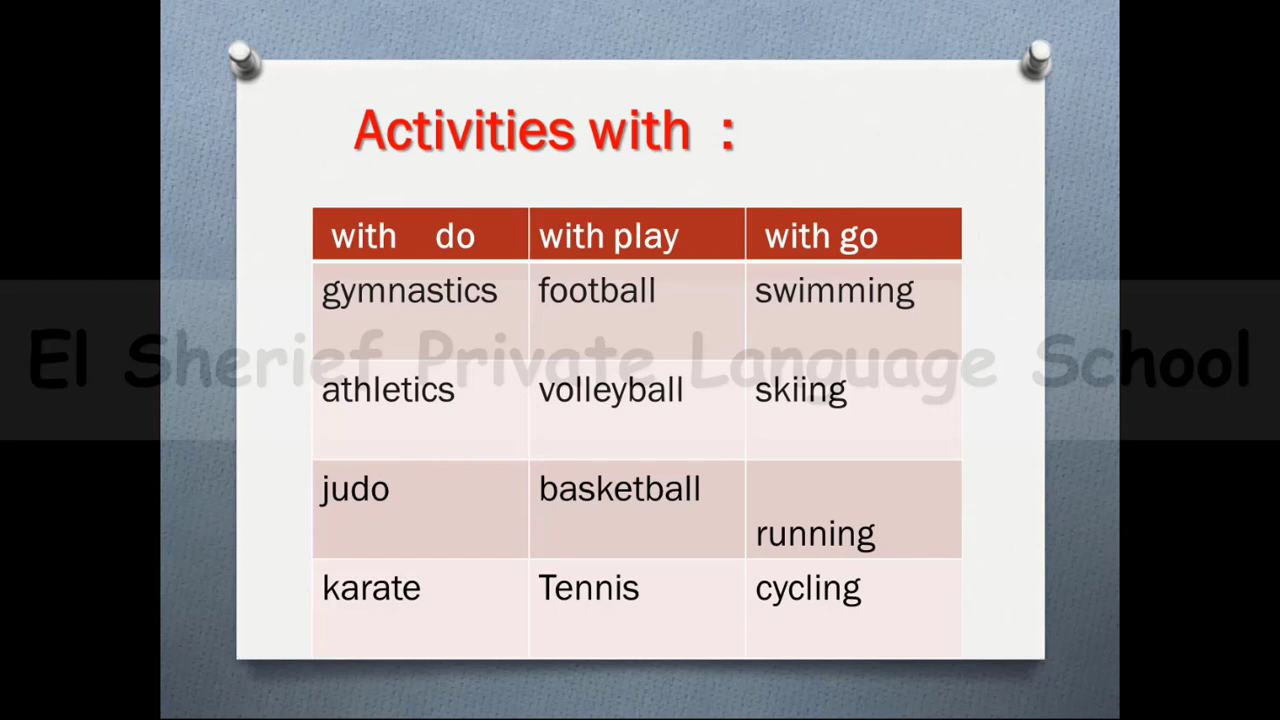 Activities with :
with do with play with go
gymnastics football swimming
El Sherief Private Language School
athletics volleyball skiing
judo basketball
running
karate Tennis cycling